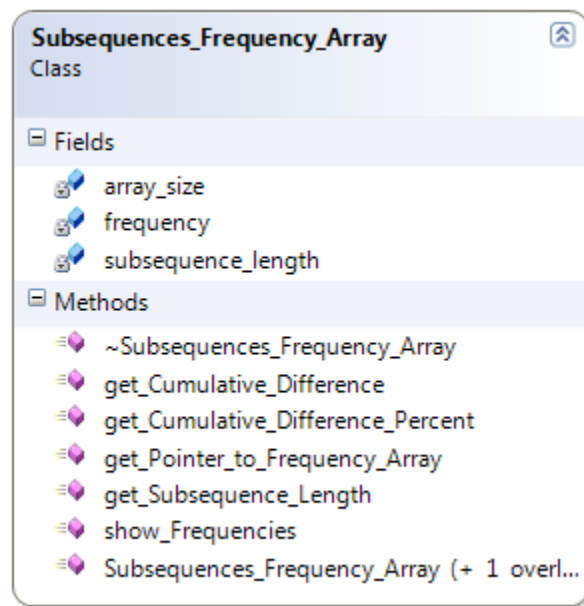 Subsequences_Frequency_Array
Class
Fields
array_size
frequency
subsequence_length
Methods
~Subsequences_Frequency_Array
get_Cumulative_Difference
get_Cumulative_Difference_Percent
get_Pointer_to_Frequency_Array
get_Subsequence_Length
show_Frequencies
Subsequences_Frequency_Array (+ 1 overl...